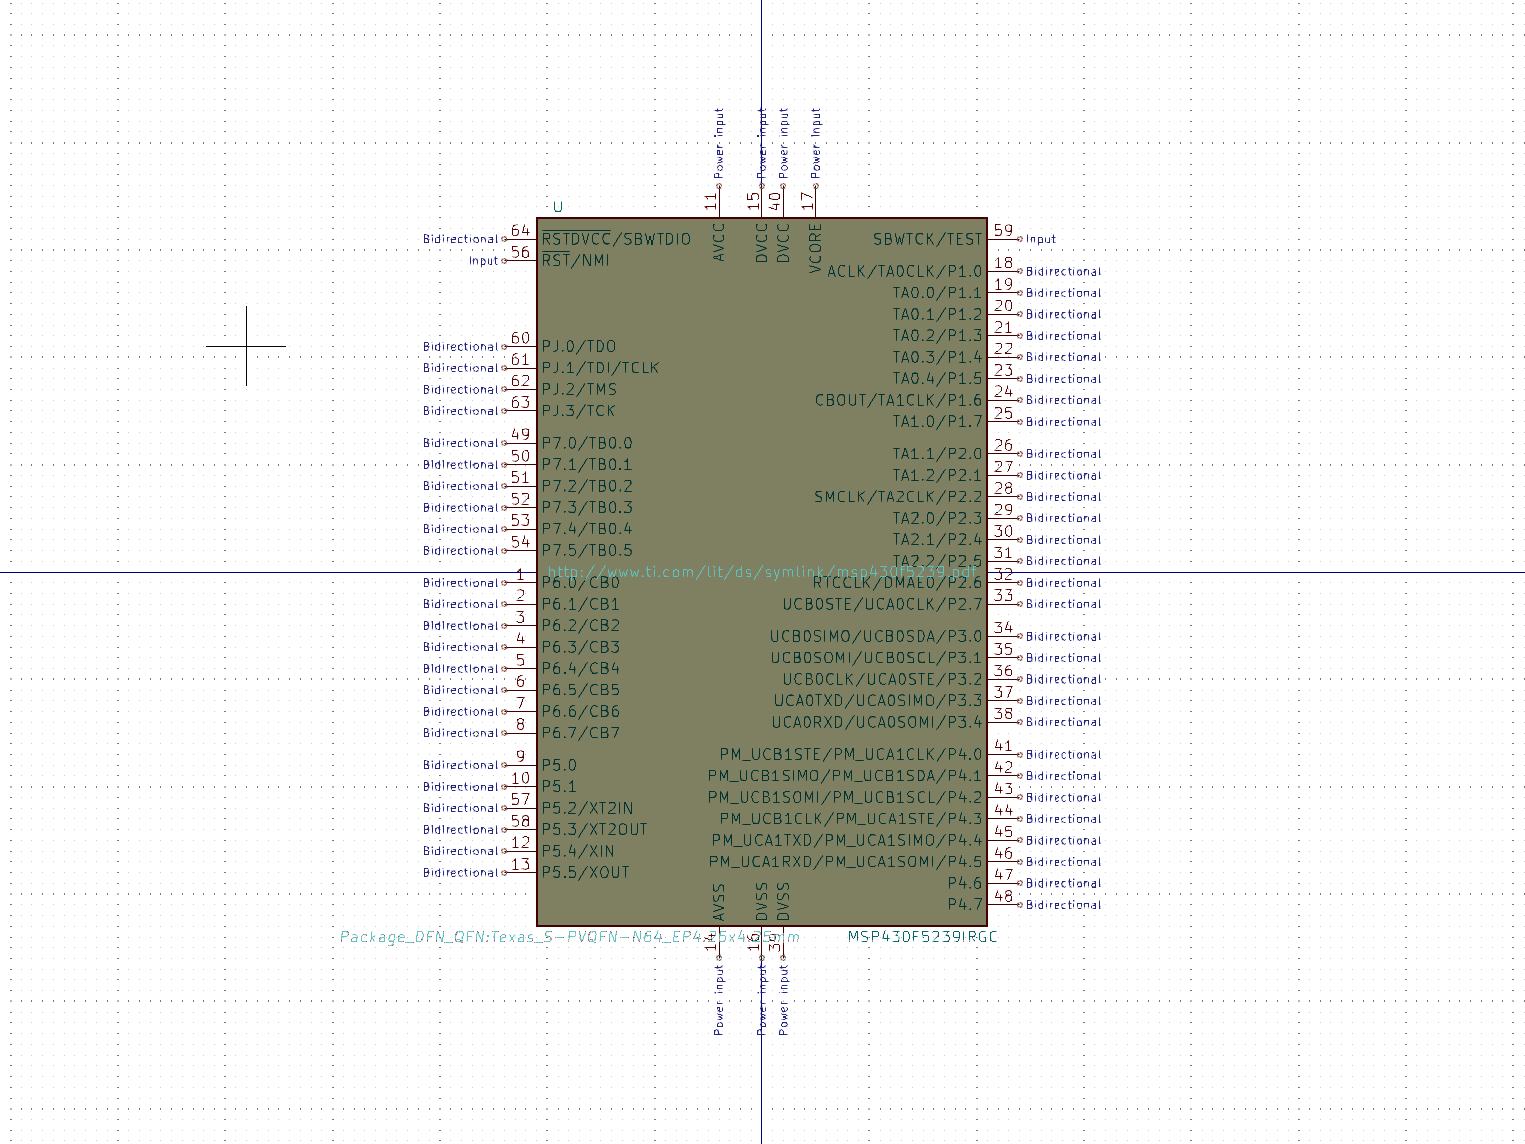 Power input
Power input
Power input
Power input
11
15
40
17
U
64
Bidirectional
RSTDVCC/SBWTDIO
56
Input
RST/NMI
AVCC
DVCC
DVCC
VCORE
SBWTCK/TEST
59
Input
ACLK/TA0CLK/P1.0
18
Bidirectional
TA0.0/P1.1
19
Bidirectional
TA0.1/P1.2
20
Bidirectional
TA0.2/P1.3
21
Bidirectional
TA0.3/P1.4
22
Bidirectional
TA0.4/P1.5
23
Bidirectional
CBOUT/TA1CLK/P1.6
24
Bidirectional
TA1.0/P1.7
25
Bidirectional
60
Bidirectional
PJ.0/TDO
61
Bidirectional
PJ.1/TDI/TCLK
62
Bidirectional
PJ.2/TMS
63
Bidirectional
PJ.3/TCK
49
Bidirectional
P7.0/TB0.0
50
Bidirectional
P7.1/TB0.1
51
Bidirectional
P7.2/TB0.2
52
Bidirectional
P7.3/TB0.3
53
Bidirectional
P7.4/TB0.4
54
Bidirectional
P7.5/TB0.5
TA1.1/P2.0
26
Bidirectional
TA1.2/P2.1
27
Bidirectional
SMCLK/TA2CLK/P2.2
28
Bidirectional
TA2.0/P2.3
29
Bidirectional
TA2.1/P2.4
30
Bidirectional
TA2.2/P2.5
31
Bidirectional
http://www.ti.com/lit/ds/symlink/msp430f5239.pdf
RTCCLK/DMAE0/P2.6
32
Bidirectional
UCB0STE/UCA0CLK/P2.7
33
Bidirectional
1
Bidirectional
P6.0/CB0
2
Bidirectional
P6.1/CB1
3
Bidirectional
P6.2/CB2
4
Bidirectional
P6.3/CB3
5
Bidirectional
P6.4/CB4
6
Bidirectional
P6.5/CB5
7
Bidirectional
P6.6/CB6
8
Bidirectional
P6.7/CB7
UCB0SIMO/UCB0SDA/P3.0
34
Bidirectional
UCB0SOMI/UCB0SCL/P3.1
35
Bidirectional
UCB0CLK/UCA0STE/P3.2
36
Bidirectional
UCA0TXD/UCA0SIMO/P3.3
37
Bidirectional
UCA0RXD/UCA0SOMI/P3.4
38
Bidirectional
9
Bidirectional
P5.0
10
Bidirectional
P5.1
57
Bidirectional
P5.2/XT2IN
58
Bidirectional
P5.3/XT2OUT
12
Bidirectional
P5.4/XIN
13
Bidirectional
P5.5/XOUT
PM_UCB1STE/PM_UCA1CLK/P4.0
41
Bidirectional
PM_UCB1SIMO/PM_UCB1SDA/P4.1
42
Bidirectional
PM_UCB1SOMI/PM_UCB1SCL/P4.2
43
Bidirectional
PM_UCB1CLK/PM_UCA1STE/P4.3
44
Bidirectional
PM_UCA1TXD/PM_UCA1SIMO/P4.4
45
Bidirectional
PM_UCA1RXD/PM_UCA1SOMI/P4.5
46
Bidirectional
P4.6
47
Bidirectional
P4.7
48
Bidirectional
AVSS
DVSS
DVSS
Package_DFN_QFN:Texas_S-PVQFN-N64_EP4.25x4.25mm
MSP430F5239IRGC
14
16
39
Power input
Power input
Power input